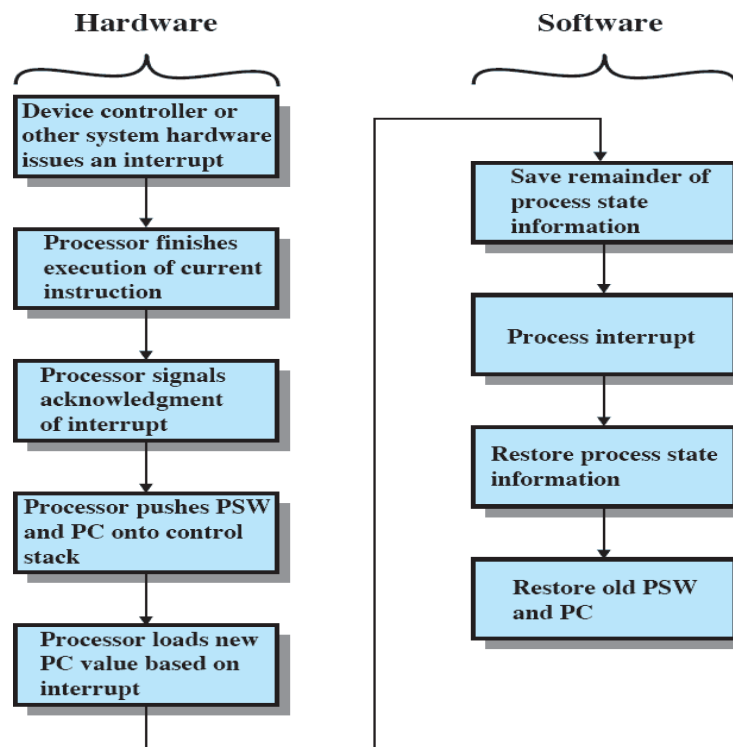 Hardware
Device controller or
other system hardware
issues an interrupt
Processor finishes
execution of current
instruction
Processor signals
acknowledgment
of interrupt
Processor pushes PSW
and PC onto control
stack
Processor loads new
PC value based on
interrupt
Software
Save remainder of
process state
information
Process interrupt
Restore process state
information
Restore old PSW
and PC